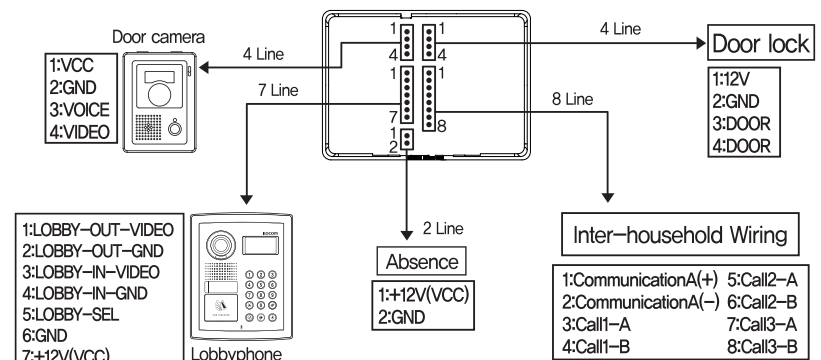 Door camera
4 Line
1:VCC
2:GND
3:VOICE
4:VIDEO
1
4
1
4
4 Line
Door lock
1:12V
2:GND
3:DOOR
4:DOOR
7 Line
1
7
1
8
8 Line
1
2
2 Line
Absence
1:+12V(VCC)
2:GND
1:LOBBY-OUT-VIDEO
2:LOBBY-OUT-GND
3:LOBBY-IN-VIDEO
4:LOBBY-IN-GND
5:LOBBY-SEL
6:GND
7:+12V(VCC)
Lobbyphone
Inter-household Wiring
1:CommunicationA(+) 5:Call2-A
2:CommunicationA(-) 6:Call2-B
3:Call1-A 7:Call3-A
4:Call1-B 8:Call3-B